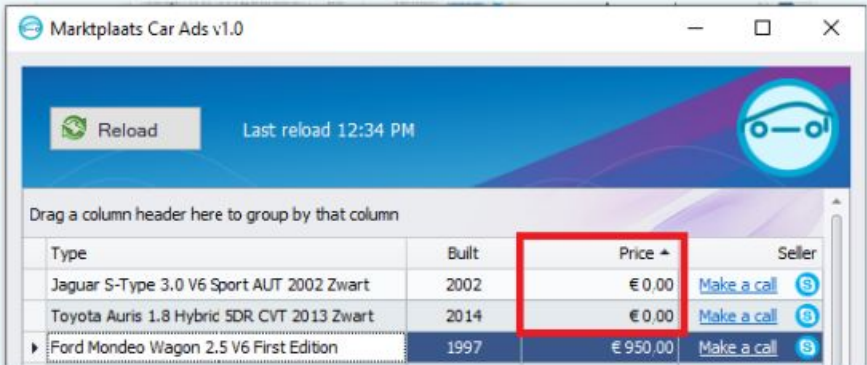 Marktplaats Car Ads v1.0
Reload Last reload 12:34 PM
Drag a column header here to group by that column
Type Built Price Seller
Jaguar S-Type 3.0 V6 Sport AUT 2002 Zwart 2002 € 0,00 Make a call
Toyota Auris 1.8 Hybrid 5DR CVT 2013 Zwart 2014 € 0,00 Make a call
Ford Mondeo Wagon 2.5 V6 First Edition 1997 € 950,00 Make a call